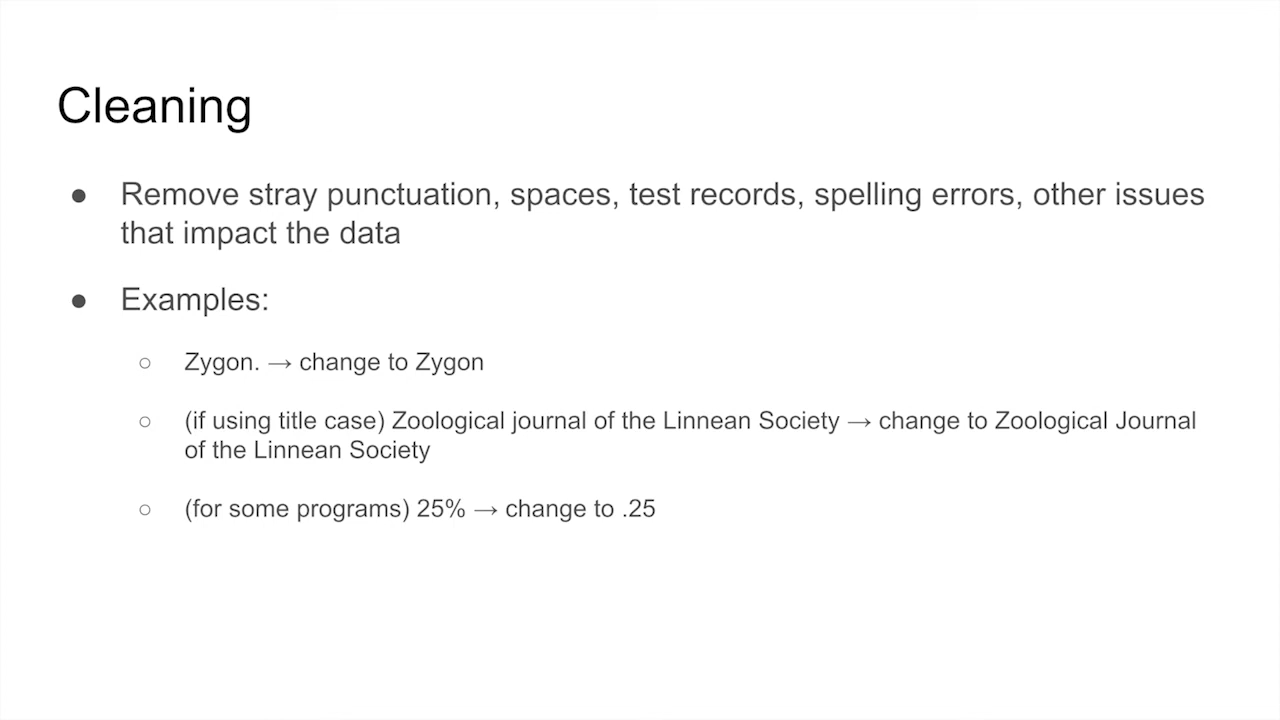 Cleaning
● Remove stray punctuation, spaces, test records, spelling errors, other issues
that impact the data
● Examples:
○ Zygon. → change to Zygon
○ (if using title case) Zoological journal of the Linnean Society → change to Zoological Journal
of the Linnean Society
○ (for some programs) 25% → change to .25